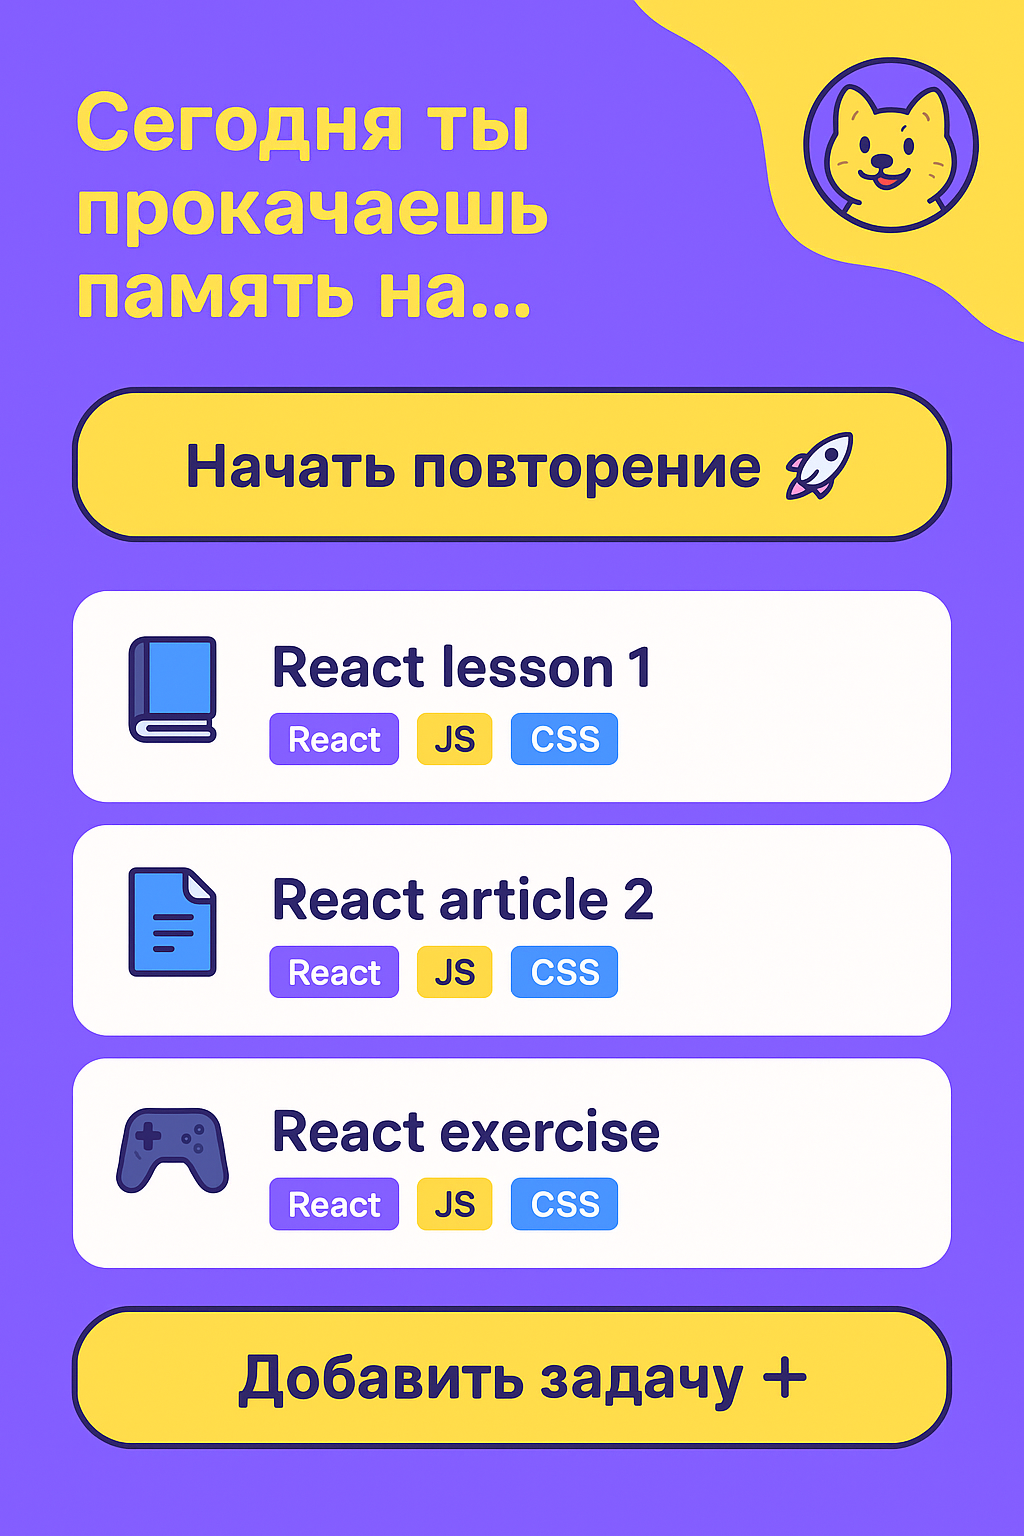 Сегодня ты
прокачаешь
память на...
Начать повторение
React lesson 1
React JS CSS
React article 2
React JS CSS
React exercise
React JS CSS
Добавить задачу +